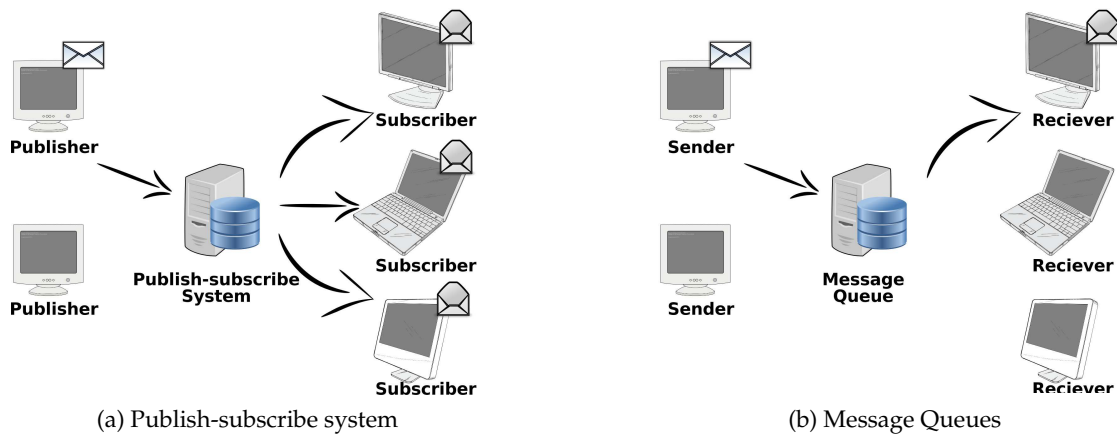 Publisher
Subscriber
Publish-subscribe
System
Subscriber
Publisher
Subscriber
(a) Publish-subscribe system
Sender
Reciever
Message
Queue
Reciever
Sender
Reciever
(b) Message Queues